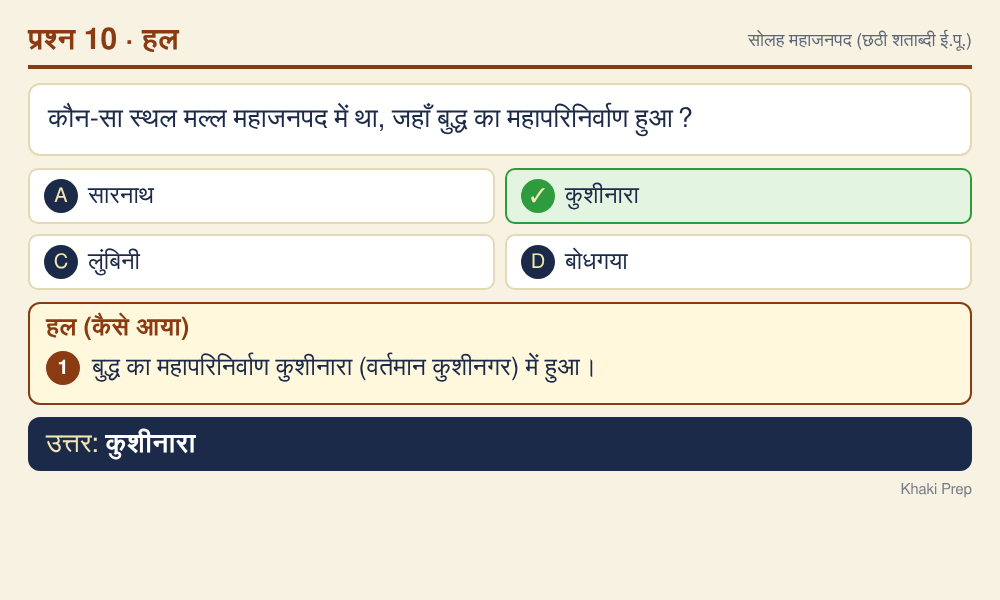 प्रश्न 10 · हल
सोलह महाजनपद (छठी शताब्दी ई.पू.)
कौन-सा स्थल मल्ल महाजनपद में था, जहाँ बुद्ध का महापरिनिर्वाण हुआ ?
A सारनाथ
✓ कुशीनारा
C लुंबिनी
D बोधगया
हल (कैसे आया)
1 बुद्ध का महापरिनिर्वाण कुशीनारा (वर्तमान कुशीनगर) में हुआ।
उत्तर: कुशीनारा
Khaki Prep